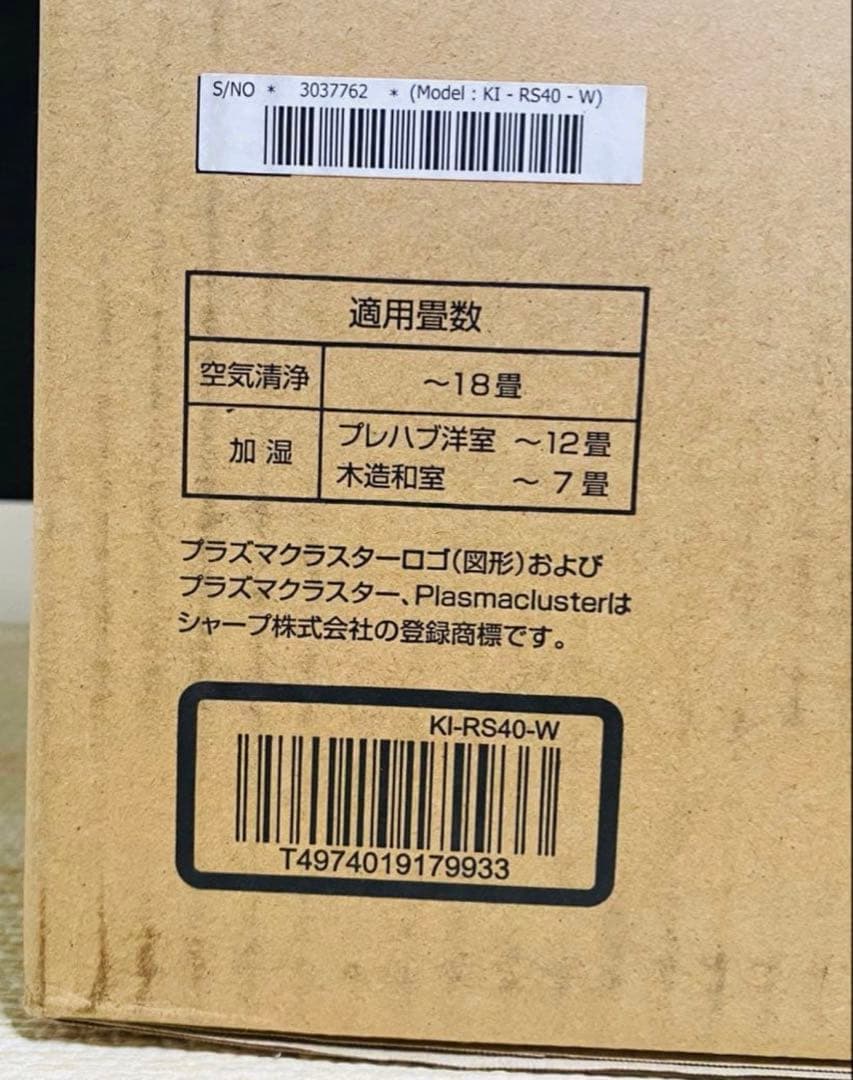 S/NO * 3037762 * (Model : KI - RS40 - W)
適用畳数
空気清浄 ～18畳
加湿 プレハブ洋室 ～12畳
木造和室 ～7畳
プラズマクラスターロゴ(図形)および
プラズマクラスター、Plasmaclusterは
シャープ株式会社の登録商標です。
KI-RS40-W
T4974019179933